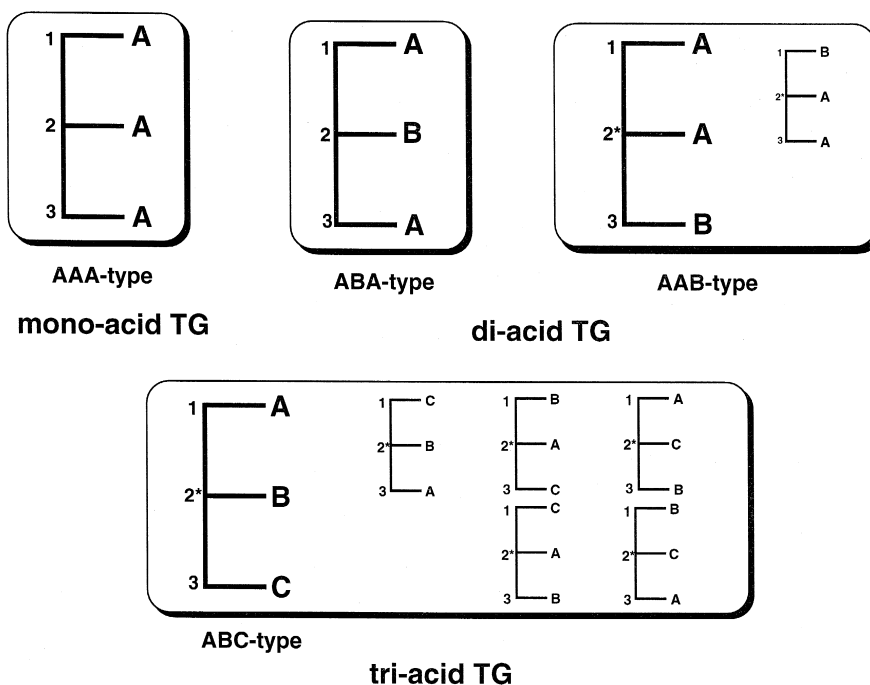 1 A
2 A
3 A
AAA-type
mono-acid TG
1 A
2 B
3 A
ABA-type
1 A
2* A
3 B
1 B
2* A
3 A
AAB-type
di-acid TG
1 A
2* B
3 C
1 C
2* B
3 A
1 B
2* A
3 C
1 A
2* C
3 B
1 C
2* A
3 B
1 B
2* C
3 A
ABC-type
tri-acid TG